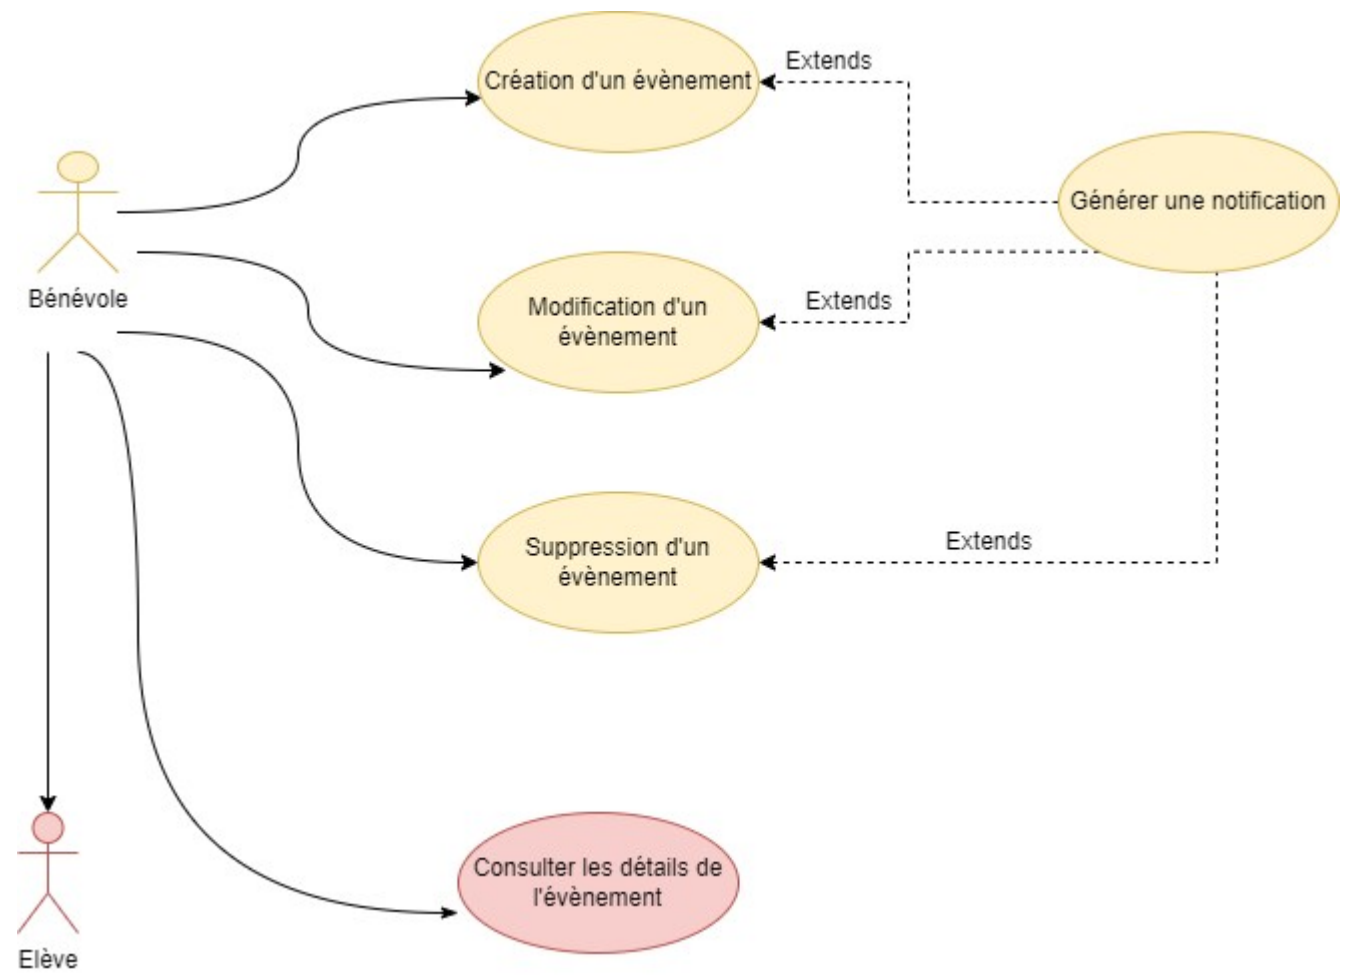 Extends
Création d'un évènement
Générer une notification
Bénévole
Modification d'un
évènement
Extends
Suppression d'un
évènement
Extends
Consulter les détails de
l'évènement
Elève